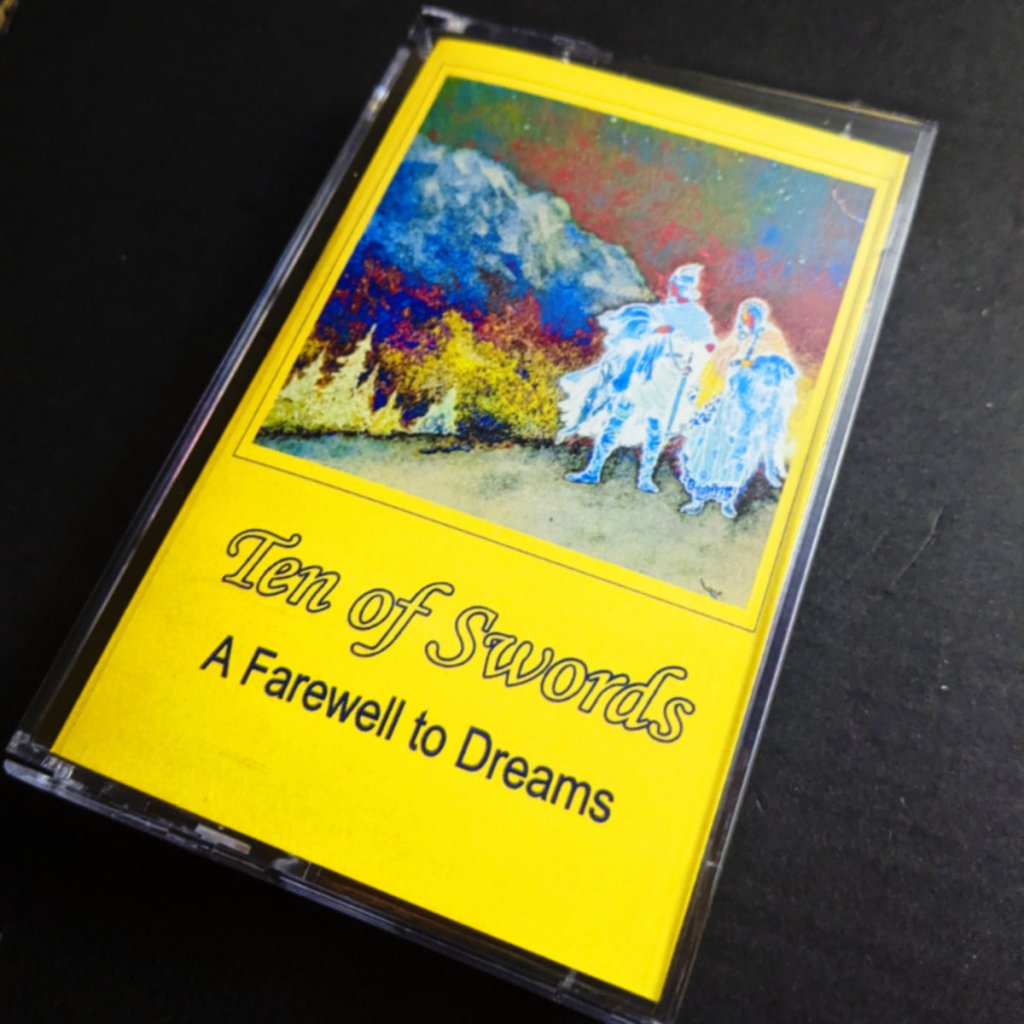 Ten of Swords
A Farewell to Dreams